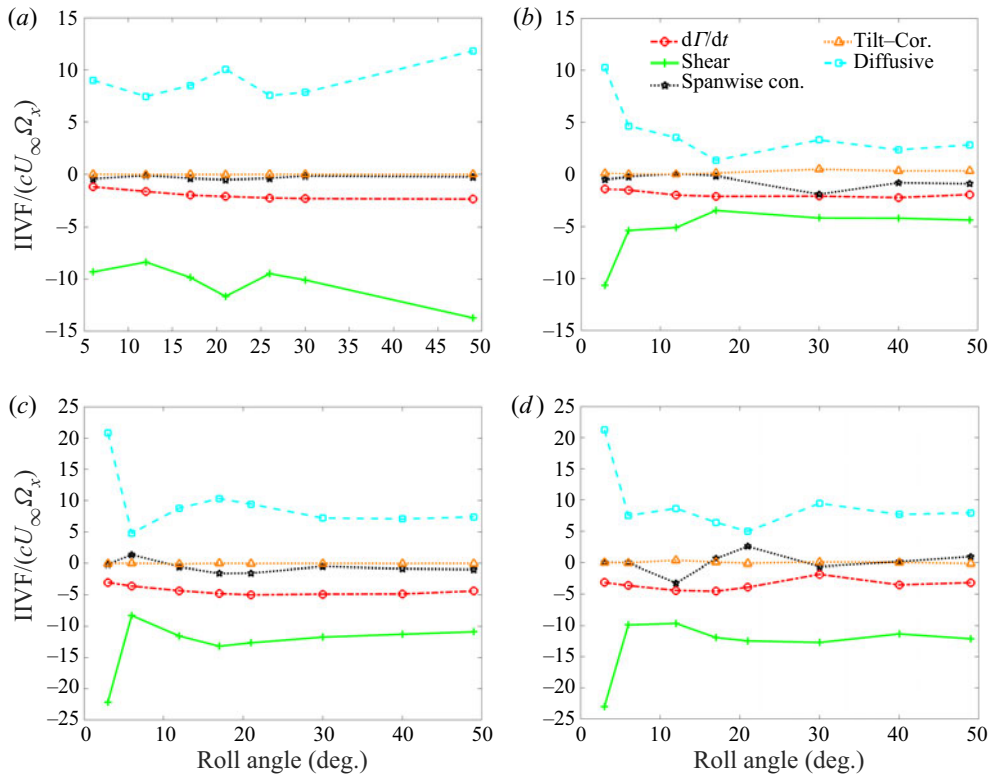 (a)
15
10
5
0
–5
–10
–15
IIVF/(cU∞Ωx)
5 10 15 20 25 30 35 40 45 50
(b)
15
10
5
0
–5
–10
–15
0 10 20 30 40 50
dΓ/dt
Shear
Spanwise con.
Tilt–Cor.
Diffusive
(c)
25
20
15
10
5
0
–5
–10
–15
–20
–25
IIVF/(cU∞Ωx)
0 10 20 30 40 50
Roll angle (deg.)
(d)
25
20
15
10
5
0
–5
–10
–15
–20
–25
0 10 20 30 40 50
Roll angle (deg.)